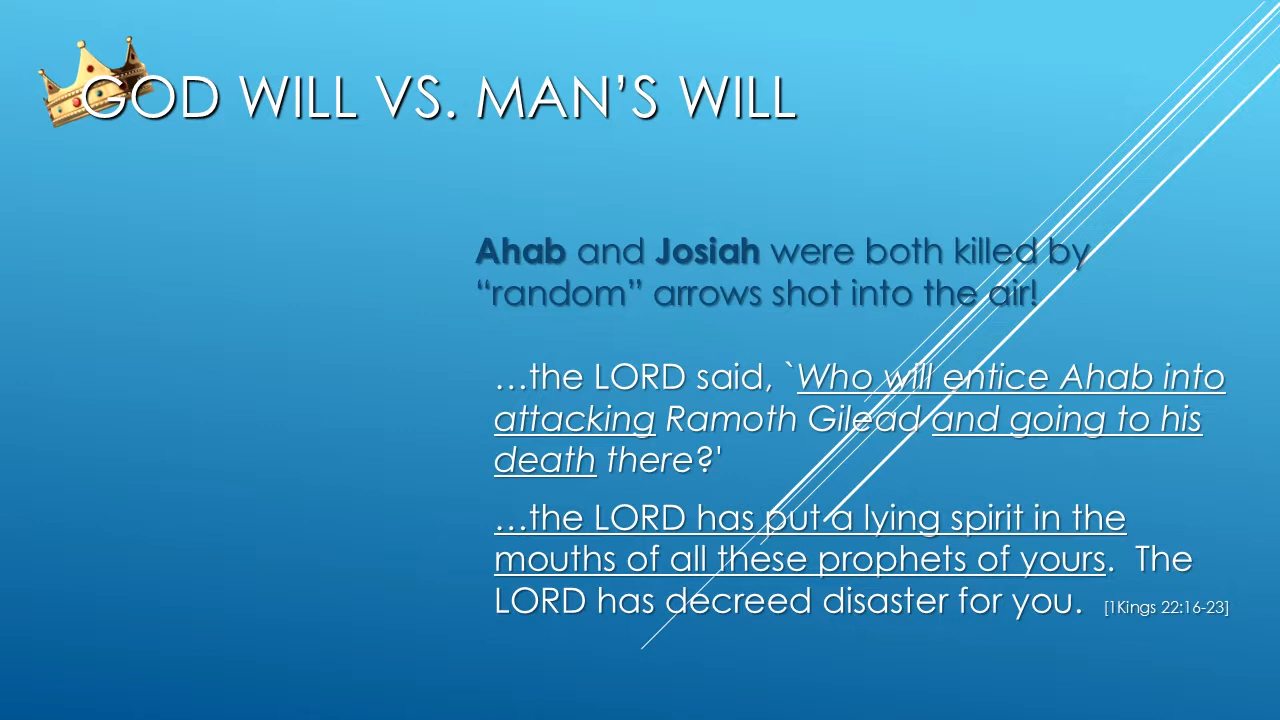 GOD WILL VS. MAN’S WILL
Ahab and Josiah were both killed by
“random” arrows shot into the air!
…the LORD said, `Who will entice Ahab into
attacking Ramoth Gilead and going to his
death there?'
…the LORD has put a lying spirit in the
mouths of all these prophets of yours.  The
LORD has decreed disaster for you.   [1Kings 22:16-23]